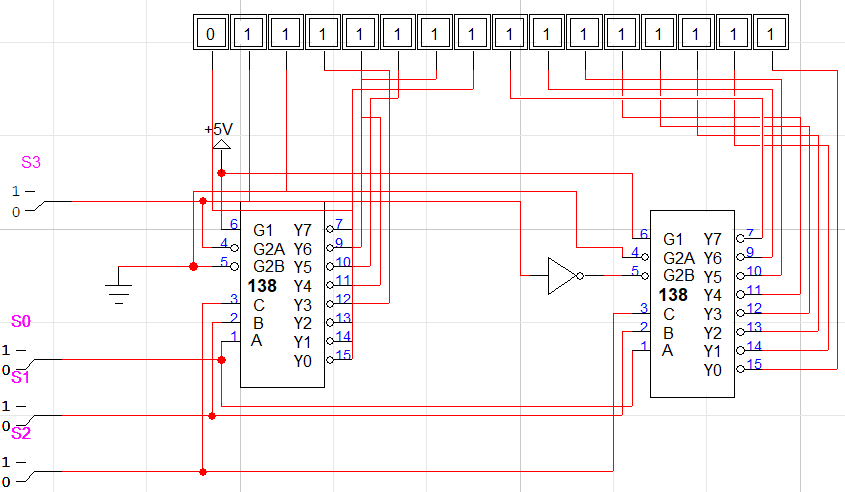 0 1 1 1 1 1 1 1 1 1 1 1 1 1 1 1
+5V
S3
1
0
6 G1 Y7 7
4 G2A Y6 9
5 G2B Y5 10
138 Y4 11
3 C Y3 12
2 B Y2 13
1 A Y1 14
Y0 15
6 G1 Y7 7
4 G2A Y6 9
5 G2B Y5 10
138 Y4 11
3 C Y3 12
2 B Y2 13
1 A Y1 14
Y0 15
S0
1
0
S1
1
0
S2
1
0